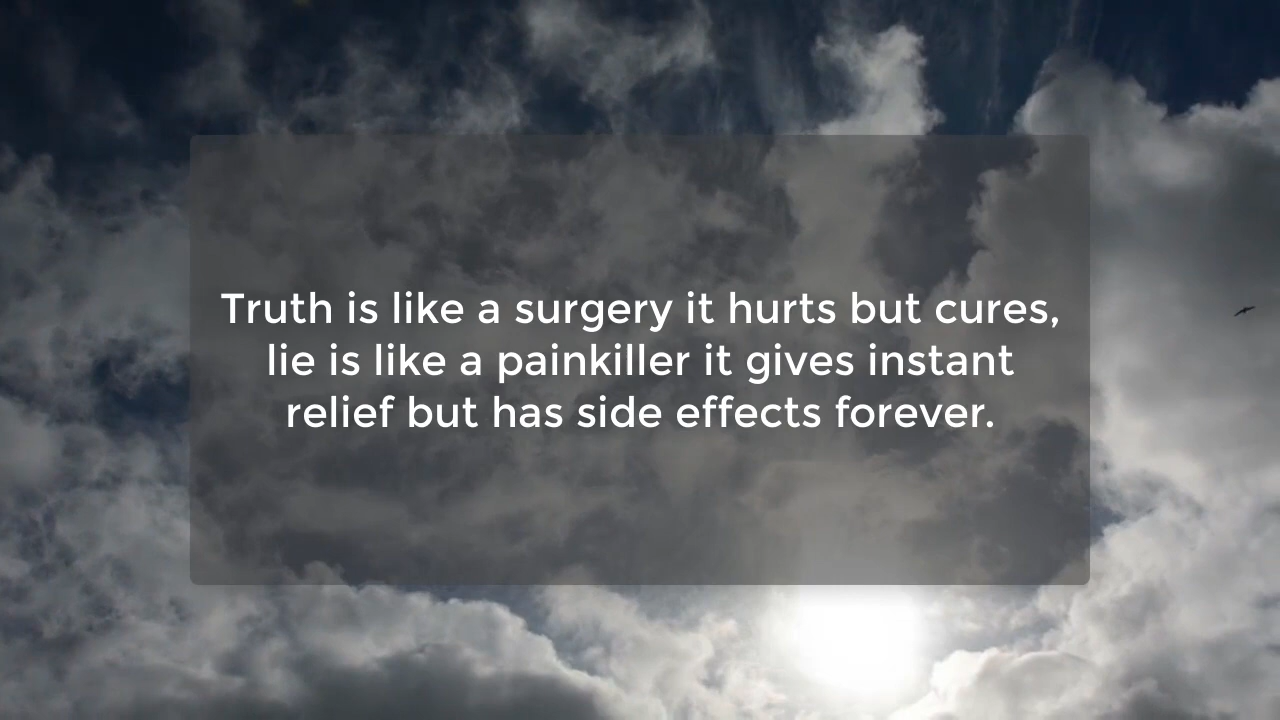 Truth is like a surgery it hurts but cures,
lie is like a painkiller it gives instant
relief but has side effects forever.